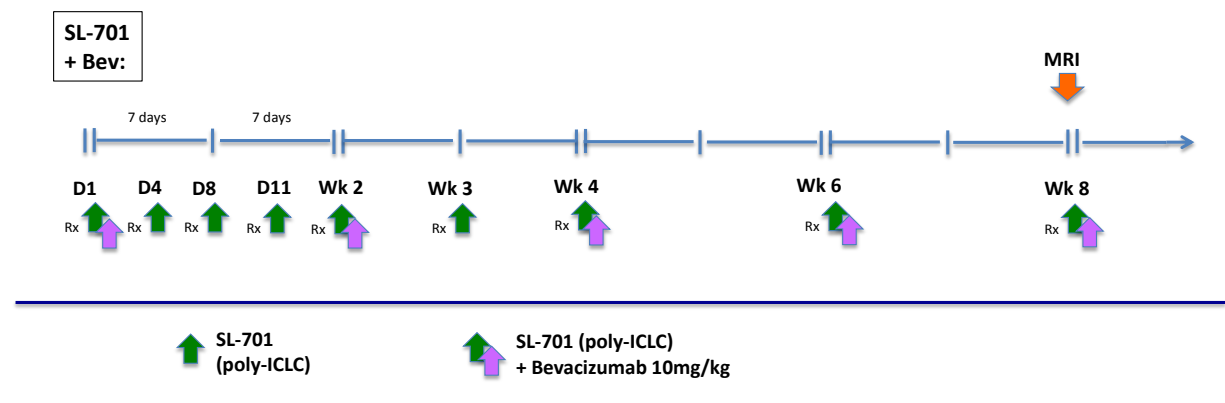 SL-701
+ Bev:
MRI
7 days
7 days
D1
D4
D8
D11
Wk 2
Wk 3
Wk 4
Wk 6
Wk 8
Rx
Rx
Rx
Rx
Rx
Rx
Rx
Rx
Rx
SL-701
(poly-ICLC)
SL-701 (poly-ICLC)
+ Bevacizumab 10mg/kg